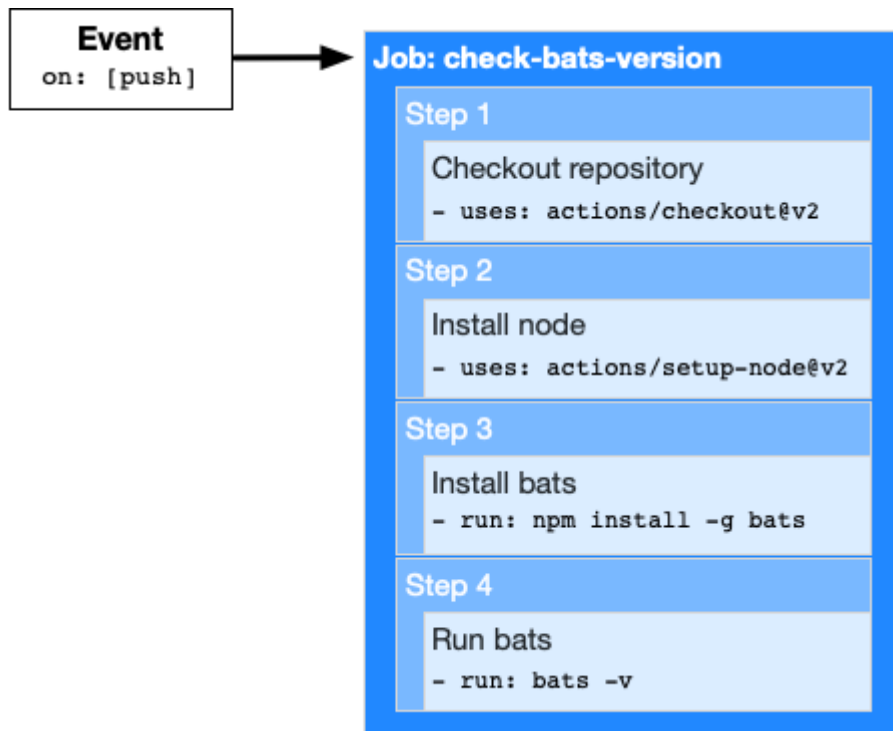 Event
on: [push]
Job: check-bats-version
Step 1
Checkout repository
- uses: actions/checkout@v2
Step 2
Install node
- uses: actions/setup-node@v2
Step 3
Install bats
- run: npm install -g bats
Step 4
Run bats
- run: bats -v